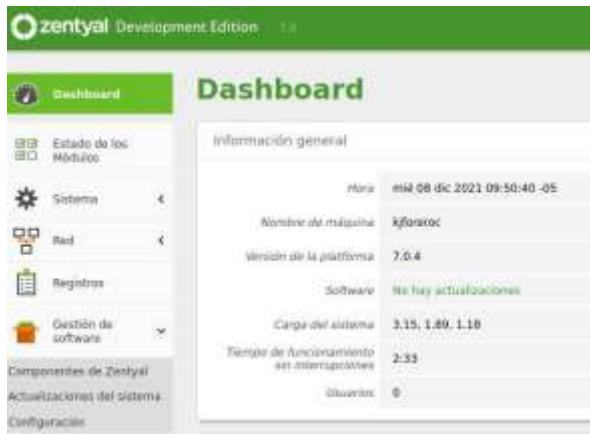 zentyal Development Edition
Dashboard
Estado de los
Módulos
Sistema
Red
Registros
Gestión de
software
Componentes de Zentyal
Actualizaciones del sistema
Configuración
Dashboard
Información general
Hora mié 08 dic 2021 09:50:40 -05
Nombre de máquina
Versión de la plataforma 7.0.4
Software No hay actualizaciones
Carga del sistema 3.15, 1.89, 1.18
Tiempo de funcionamiento
sin interrupciones 2:33
Usuarios 0